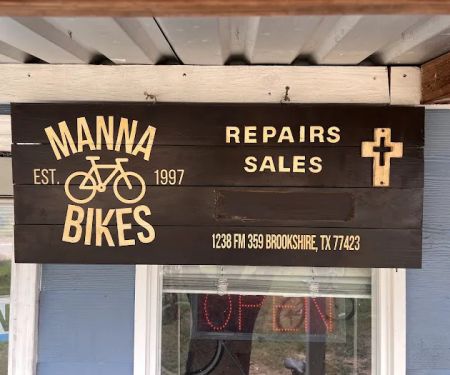 MANNA
EST. 1997
BIKES
REPAIRS
SALES
1238 FM 359 BROOKSHIRE, TX 77423
OPEN